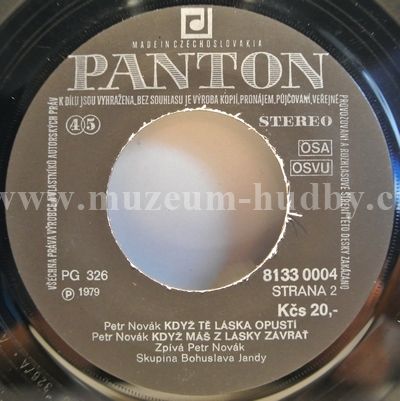 MADE IN CZECHOSLOVAKIA
PANTON
VŠECHNA PRÁVA VÝROBCE A VLASTNÍKŮ AUTORSKÝCH PRÁV K DÍLU JSOU VYHRAŽENA. BEZ SOUHLASU JE VÝROBA KOPIÍ, PRONÁJEM, PŮJČOVÁNÍ, VEŘEJNÉ PROVOZOVÁNÍ A ROZHLASOVÉ ŠÍŘENÍ TÉTO DESKY ZAKÁZÁNO
45
STEREO
OSA
OSVU
www.muzeum-hudby.c
PG 326
8133 0004
Ⓟ 1979
STRANA 2
Kčs 20,-
Petr Novák KDYŽ TĚ LÁSKA OPUSTÍ
Petr Novák KDYŽ MÁŠ Z LÁSKY ZÁVRAŤ
Zpívá Petr Novák
Skupina Bohuslava Jandy